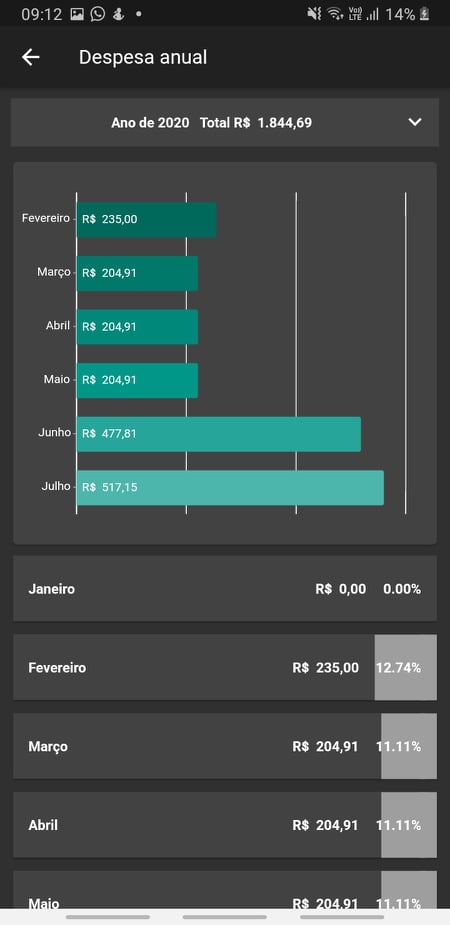 09:12 Vo)) LTE 14%
Despesa anual
Ano de 2020 Total R$ 1.844,69
Fevereiro R$ 235,00
Março R$ 204,91
Abril R$ 204,91
Maio R$ 204,91
Junho R$ 477,81
Julho R$ 517,15
Janeiro R$ 0,00 0.00%
Fevereiro R$ 235,00 12.74%
Março R$ 204,91 11.11%
Abril R$ 204,91 11.11%
Maio R$ 204,91 11.11%